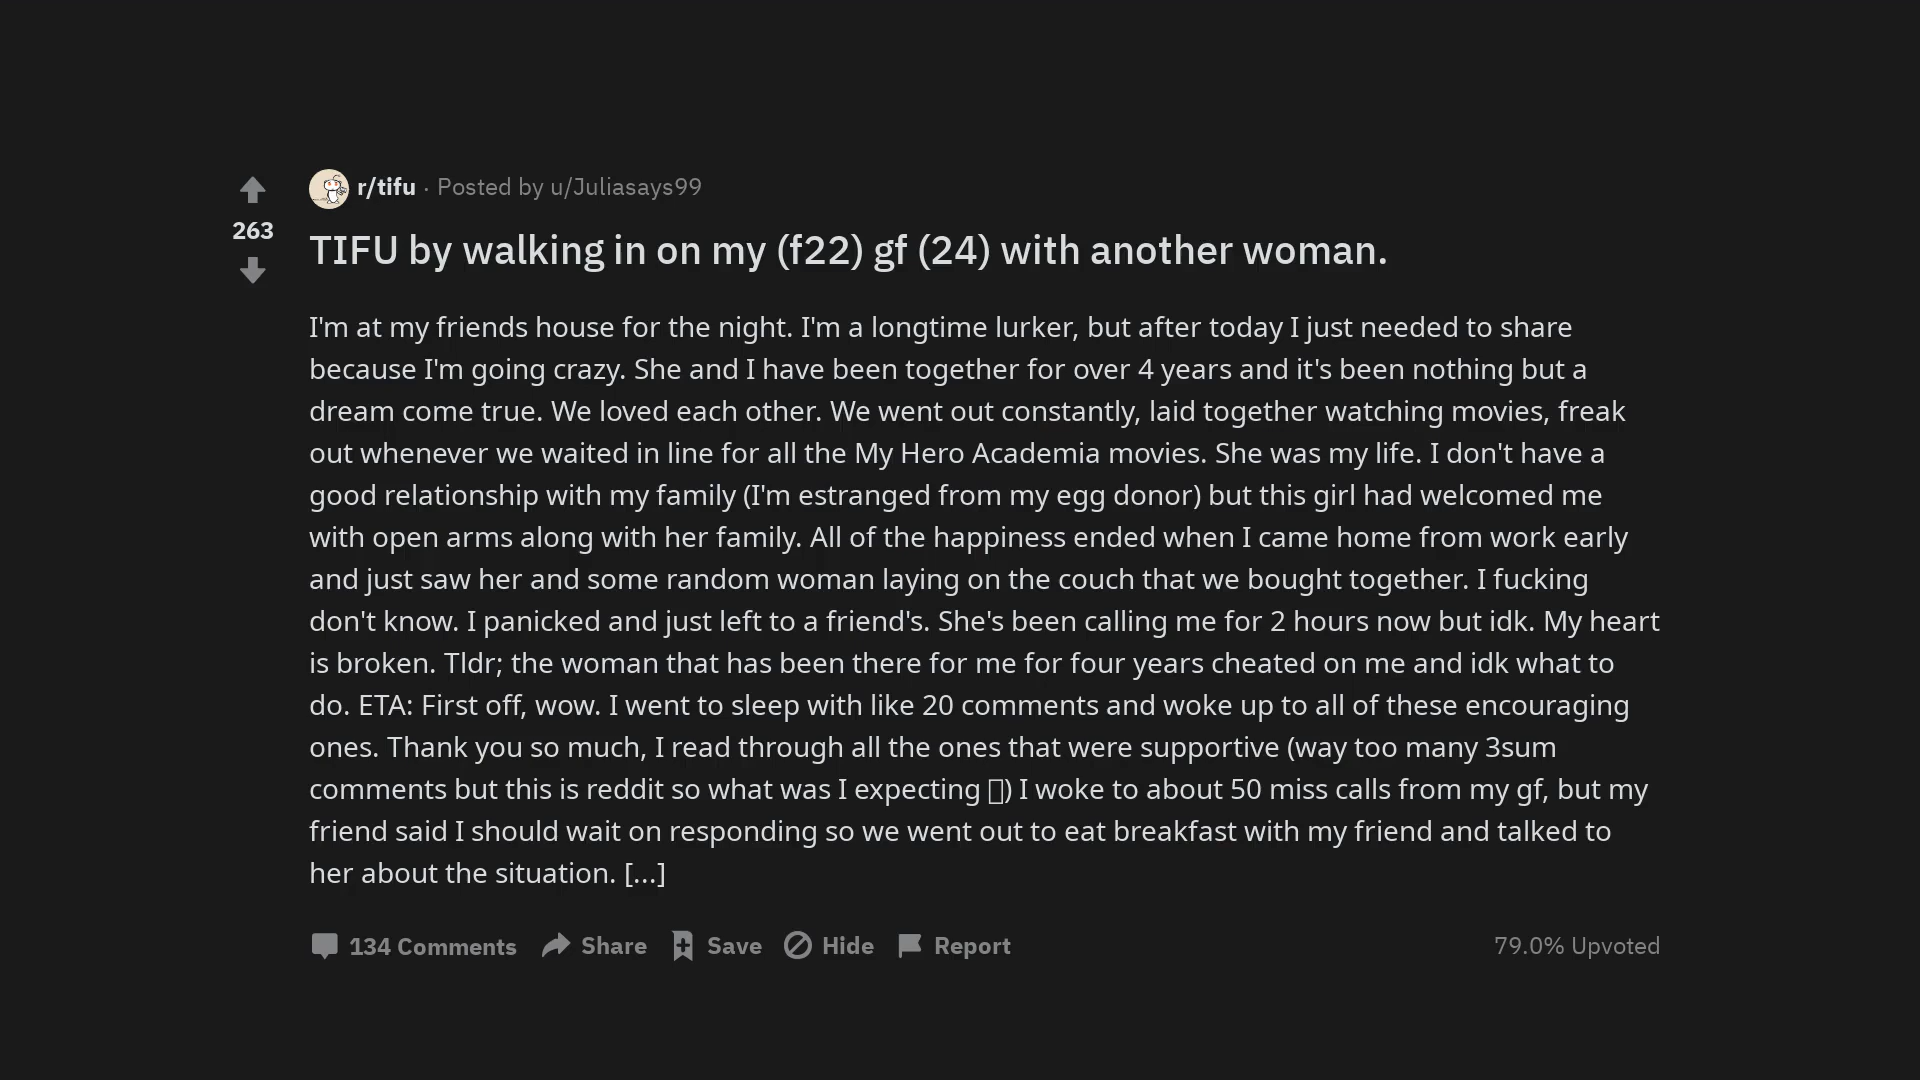 r/tifu · Posted by u/Juliasays99
263
TIFU by walking in on my (f22) gf (24) with another woman.
I'm at my friends house for the night. I'm a longtime lurker, but after today I just needed to share
because I'm going crazy. She and I have been together for over 4 years and it's been nothing but a
dream come true. We loved each other. We went out constantly, laid together watching movies, freak
out whenever we waited in line for all the My Hero Academia movies. She was my life. I don't have a
good relationship with my family (I'm estranged from my egg donor) but this girl had welcomed me
with open arms along with her family. All of the happiness ended when I came home from work early
and just saw her and some random woman laying on the couch that we bought together. I fucking
don't know. I panicked and just left to a friend's. She's been calling me for 2 hours now but idk. My heart
is broken. Tldr; the woman that has been there for me for four years cheated on me and idk what to
do. ETA: First off, wow. I went to sleep with like 20 comments and woke up to all of these encouraging
ones. Thank you so much, I read through all the ones that were supportive (way too many 3sum
comments but this is reddit so what was I expecting ▯) I woke to about 50 miss calls from my gf, but my
friend said I should wait on responding so we went out to eat breakfast with my friend and talked to
her about the situation. [...]
134 Comments Share Save Hide Report 79.0% Upvoted